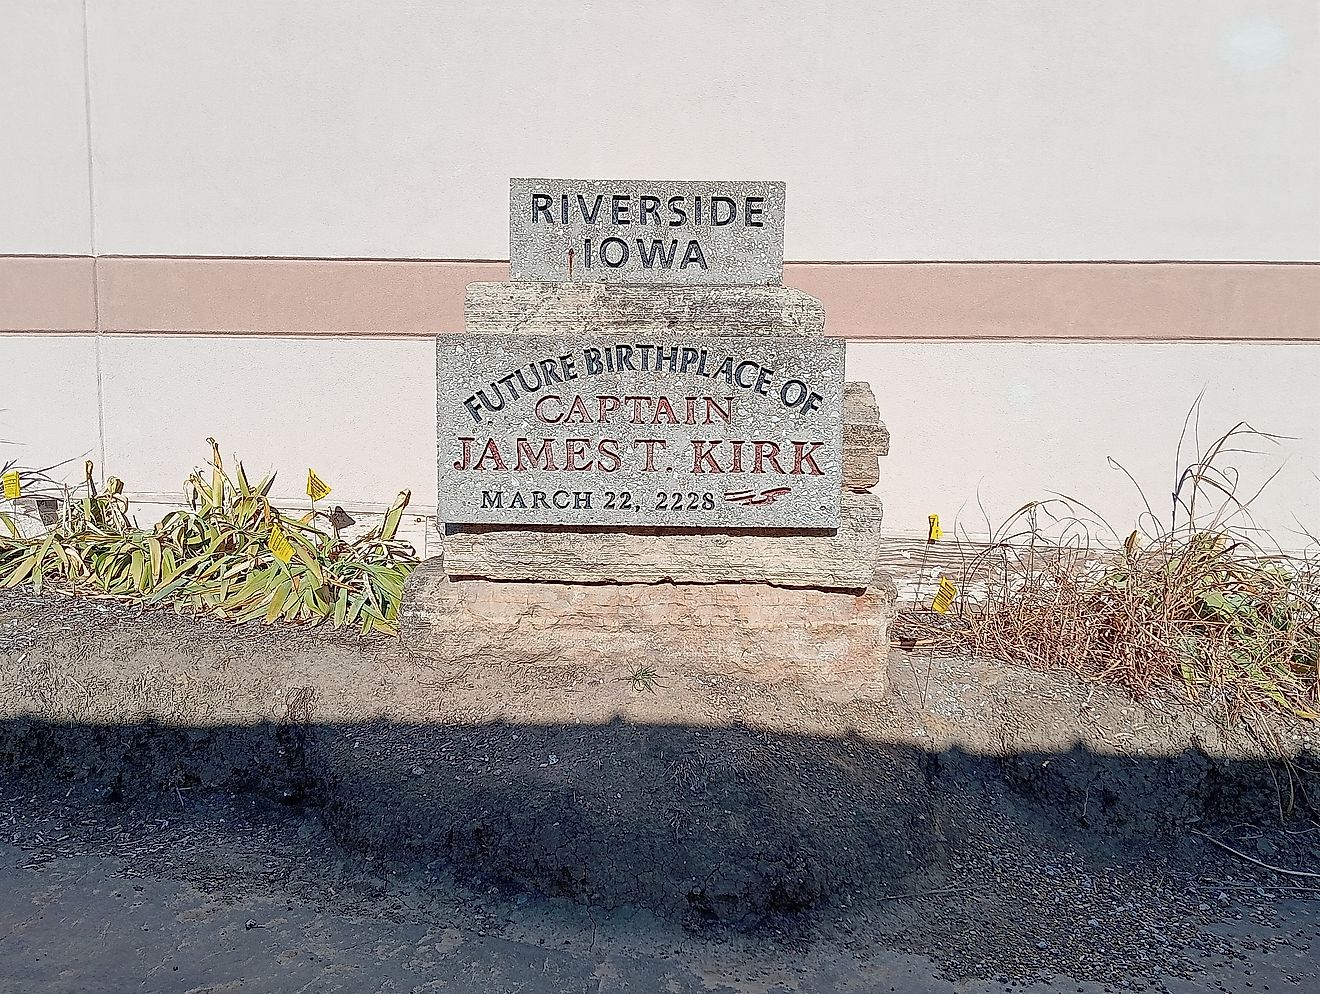 RIVERSIDE
IOWA
FUTURE BIRTHPLACE OF
CAPTAIN
JAMES T. KIRK
MARCH 22, 2228